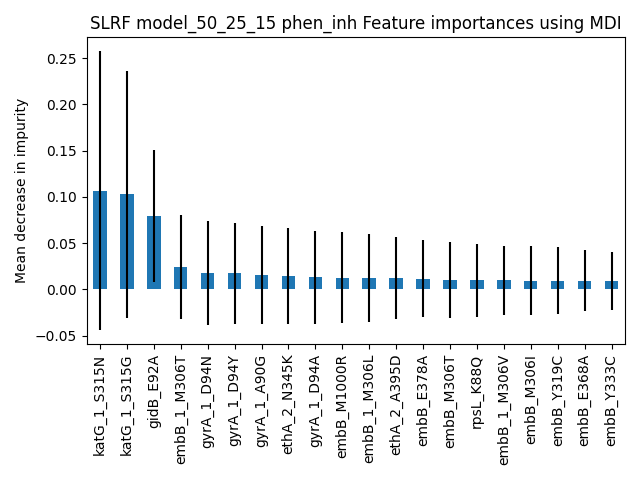 SLRF model_50_25_15 phen_inh Feature importances using MDI
Mean decrease in impurity
0.25
0.20
0.15
0.10
0.05
0.00
−0.05
katG_1_S315N
katG_1_S315G
gidB_E92A
embB_1_M306T
gyrA_1_D94N
gyrA_1_D94Y
gyrA_1_A90G
ethA_2_N345K
gyrA_1_D94A
embB_M1000R
embB_1_M306L
ethA_2_A395D
embB_E378A
embB_M306T
rpsL_K88Q
embB_1_M306V
embB_M306I
embB_Y319C
embB_E368A
embB_Y333C